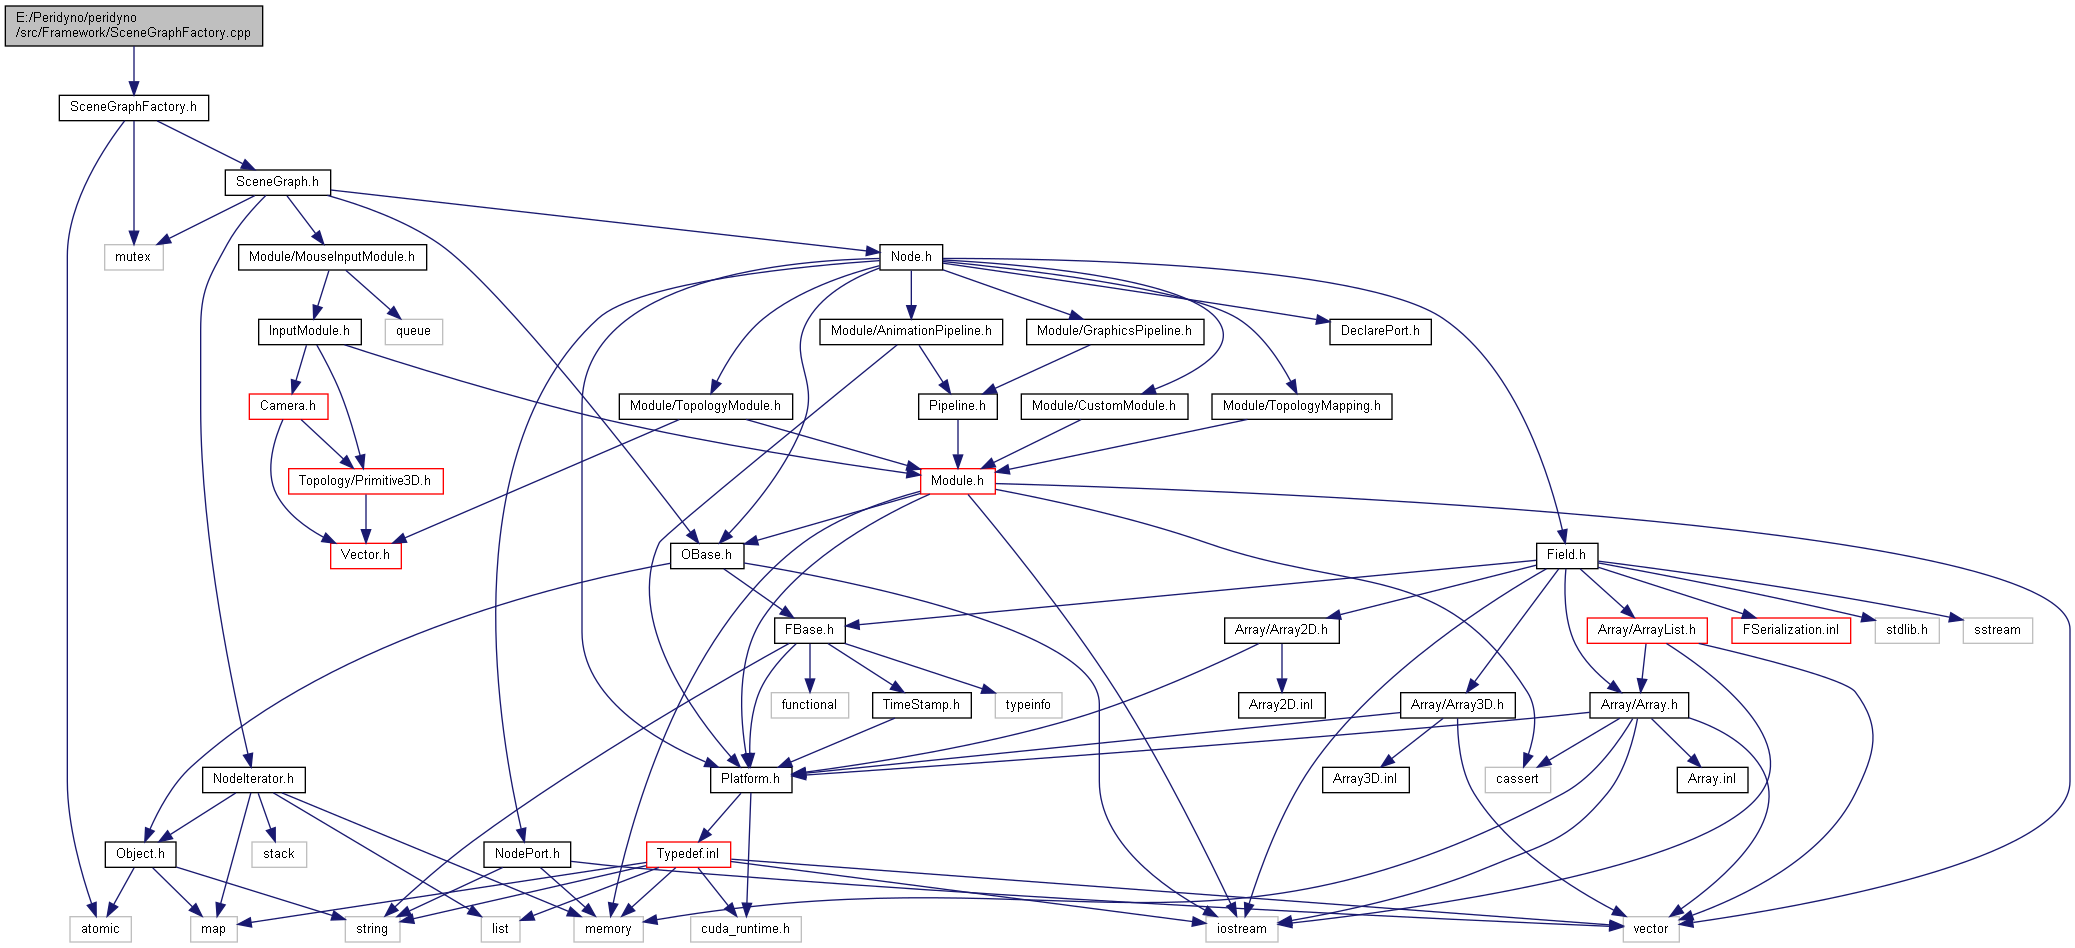 E:/Peridyno/peridyno
/src/Framework/SceneGraphFactory.cpp
SceneGraphFactory.h
SceneGraph.h
mutex
Module/MouseInputModule.h
Node.h
InputModule.h
queue
Module/AnimationPipeline.h
Module/GraphicsPipeline.h
DeclarePort.h
Camera.h
Module/TopologyModule.h
Pipeline.h
Module/CustomModule.h
Module/TopologyMapping.h
Topology/Primitive3D.h
Module.h
Vector.h
OBase.h
Field.h
FBase.h
Array/Array2D.h
Array/ArrayList.h
FSerialization.inl
stdlib.h
sstream
functional
TimeStamp.h
typeinfo
Array2D.inl
Array/Array3D.h
Array/Array.h
NodeIterator.h
Platform.h
Array3D.inl
cassert
Array.inl
Object.h
stack
NodePort.h
Typedef.inl
atomic
map
string
list
memory
cuda_runtime.h
iostream
vector